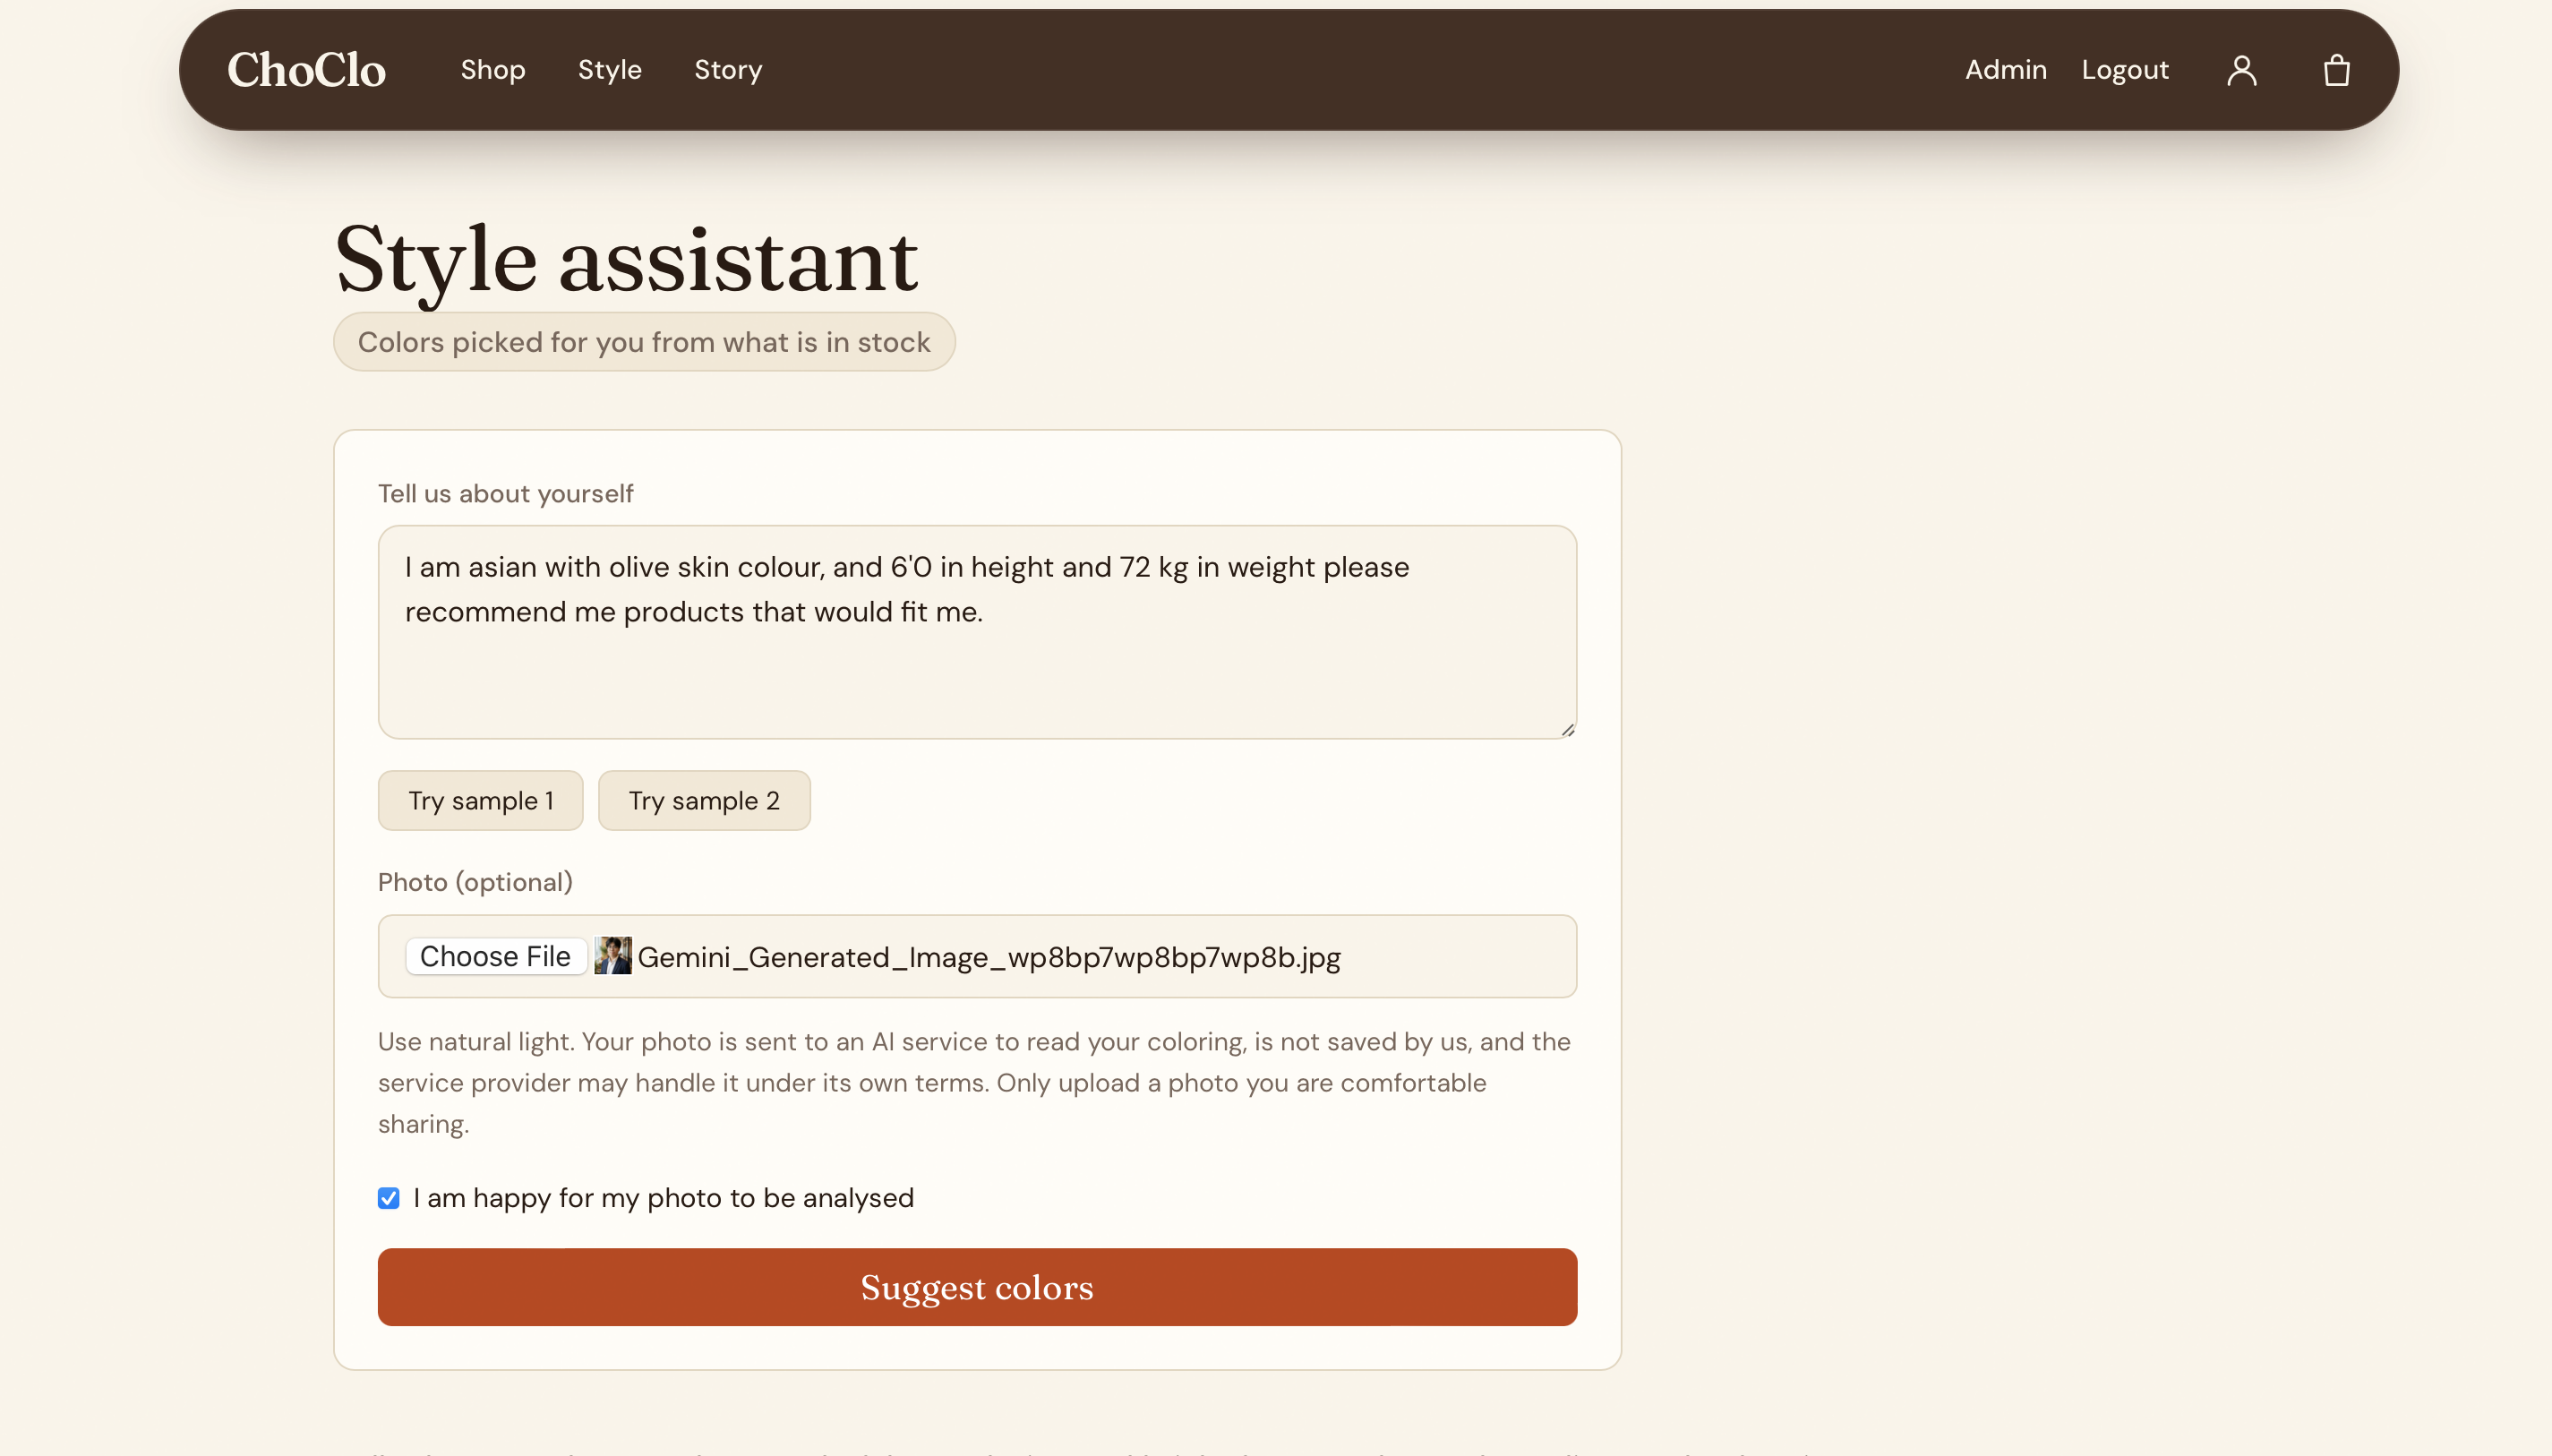 ChoClo Shop Style Story Admin Logout
Style assistant
Colors picked for you from what is in stock
Tell us about yourself
I am asian with olive skin colour, and 6'0 in height and 72 kg in weight please
recommend me products that would fit me.
Try sample 1 Try sample 2
Photo (optional)
Choose File Gemini_Generated_Image_wp8bp7wp8bp7wp8b.jpg
Use natural light. Your photo is sent to an AI service to read your coloring, is not saved by us, and the
service provider may handle it under its own terms. Only upload a photo you are comfortable
sharing.
I am happy for my photo to be analysed
Suggest colors